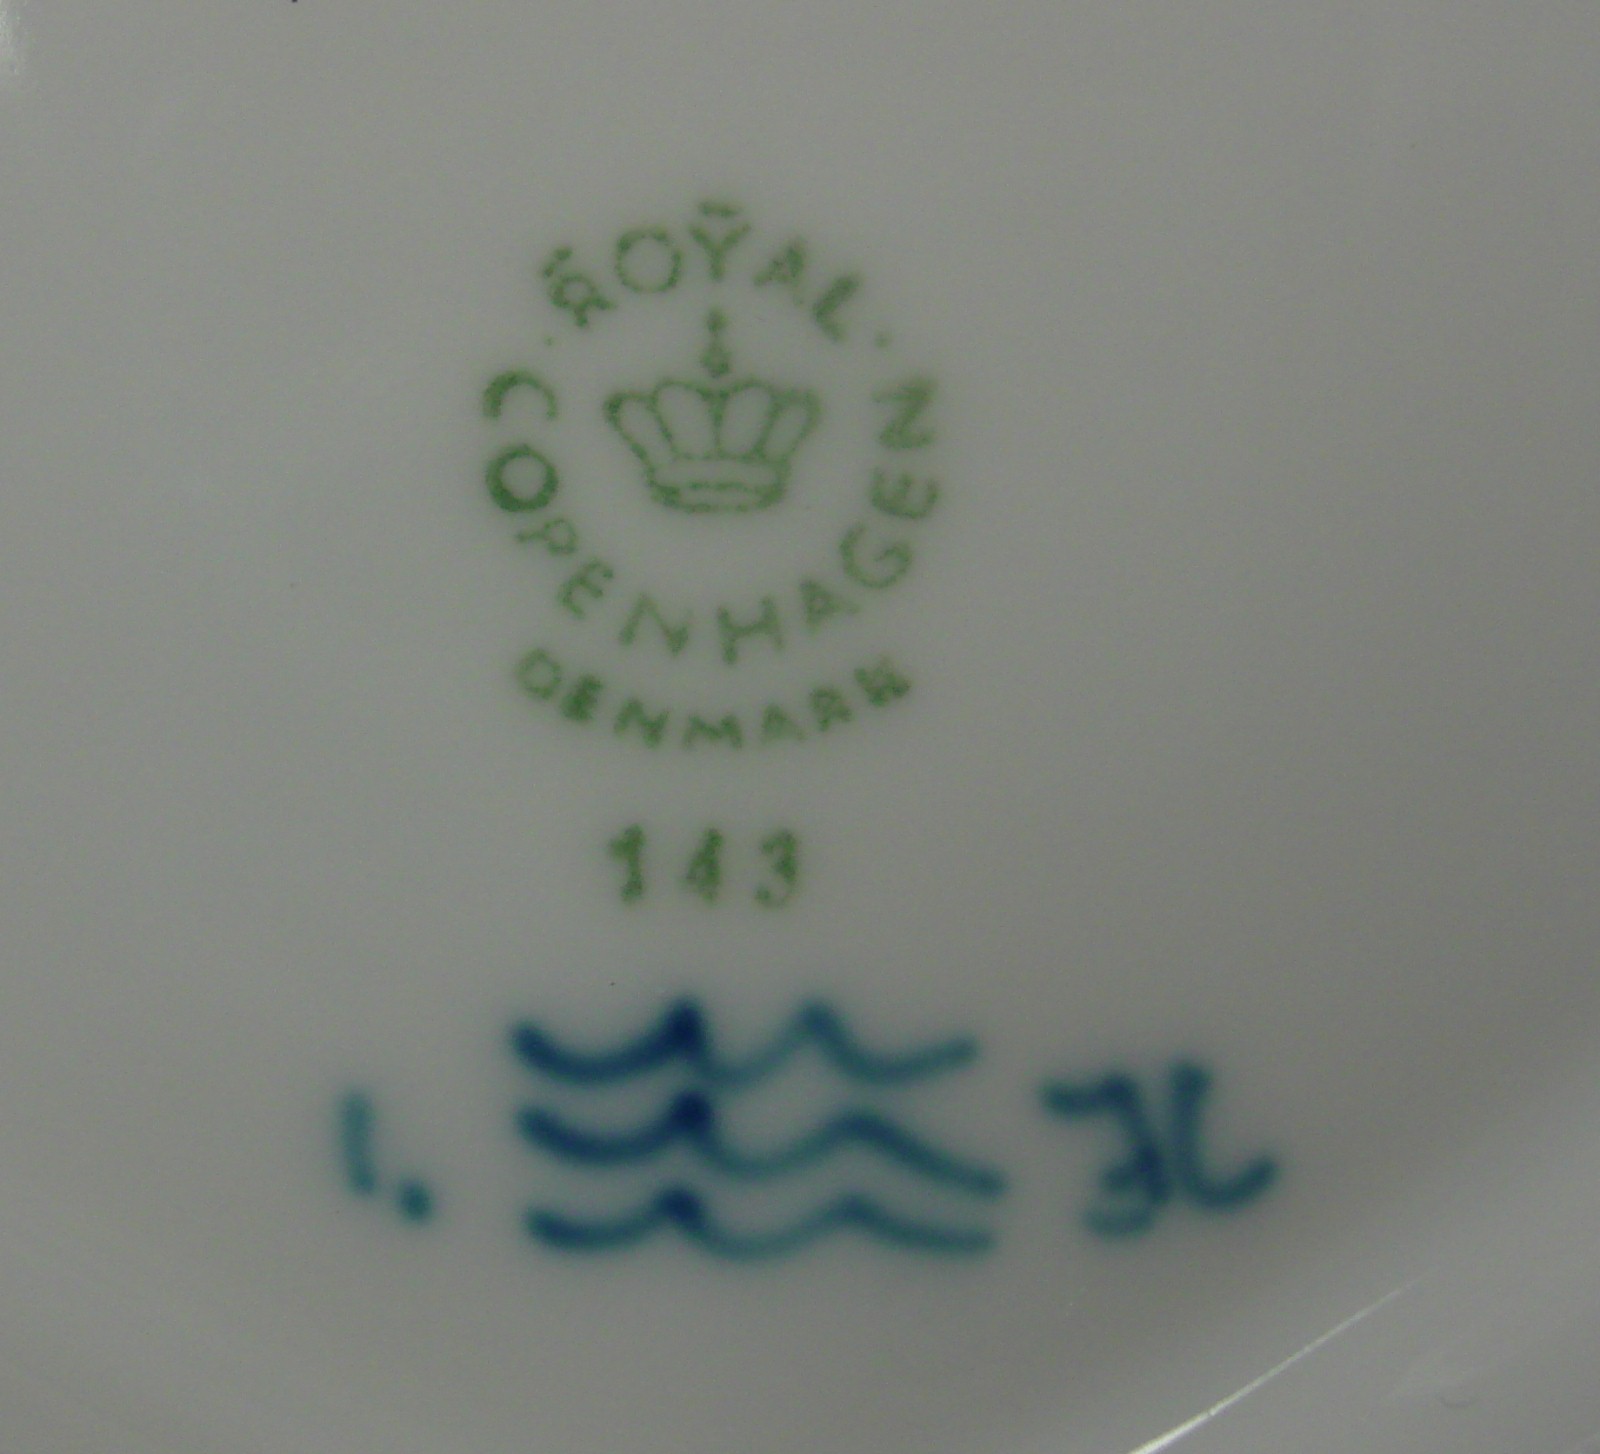 ROYAL
COPENHAGEN
DENMARK
143
1.